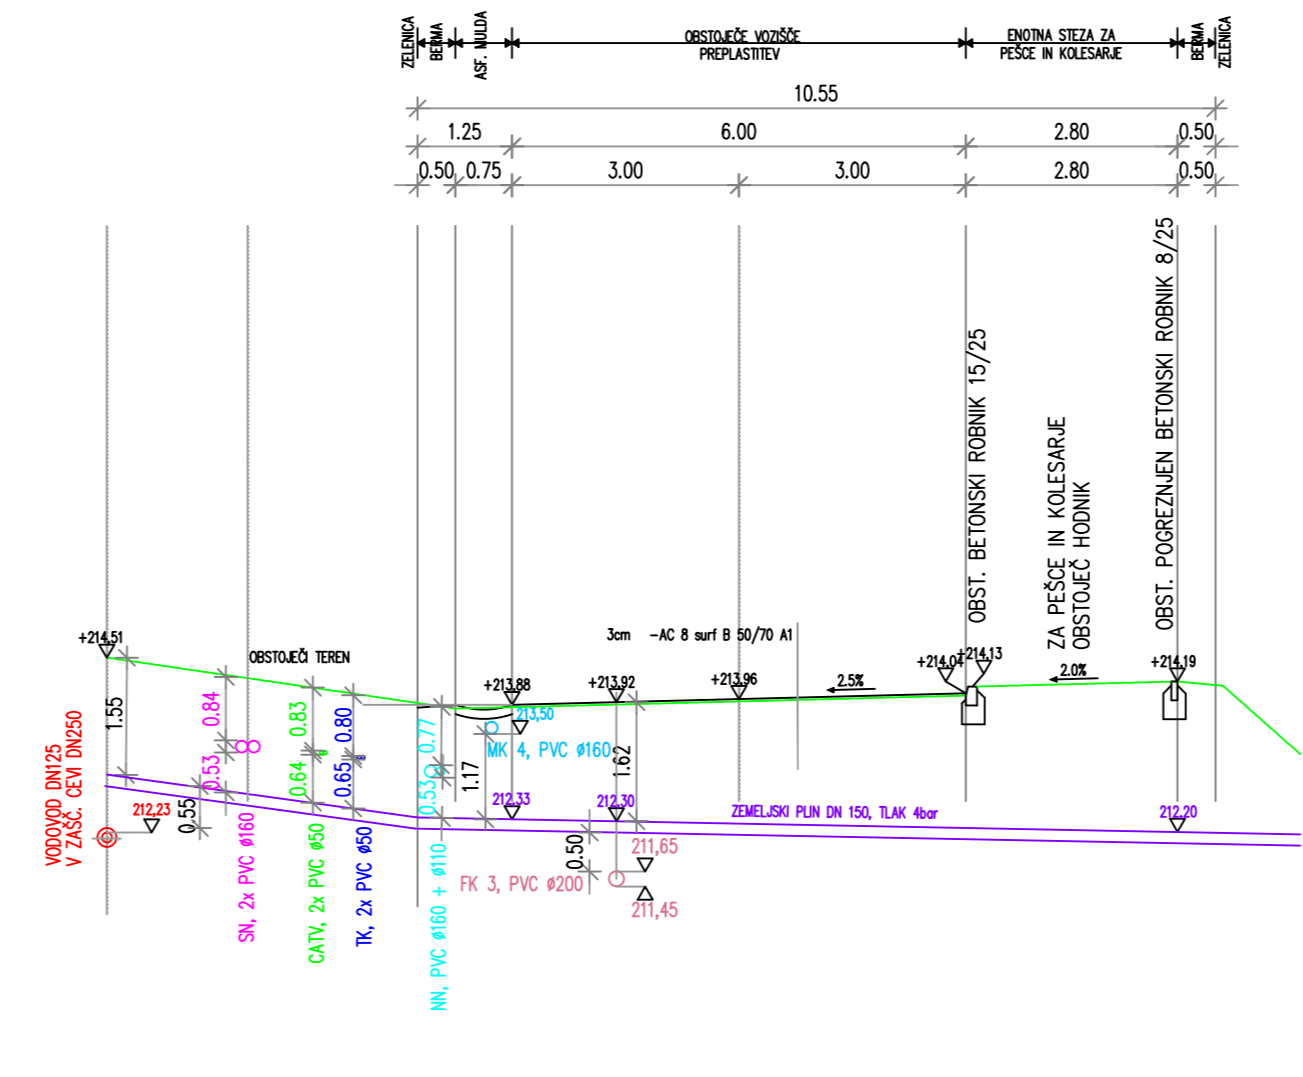 ZELENICA
BERMA
ASF. MULDA
OBSTOJEČE VOZIŠČE
PREPLASTITEV
ENOTNA STEZA ZA
PEŠCE IN KOLESARJE
BERMA
ZELENICA
10.55
1.25
6.00
2.80
0.50
0.50
0.75
3.00
3.00
2.80
0.50
OBST. BETONSKI ROBNIK 15/25
ZA PEŠCE IN KOLESARJE
OBSTOJEČ HODNIK
OBST. POGREZNJEN BETONSKI ROBNIK 8/25
+214.51
OBSTOJEČI TEREN
3cm -AC 8 surf B 50/70 A1
+213.88
+213.92
+213.96
2.5%
+214.04
+214.13
2.0%
+214.19
1.55
0.84
0.53
0.55
0.83
0.64
0.80
0.65
0.77
0.53
1.17
213,50
MK 4, PVC ø160
1.62
VODOVOD DN125
V ZAŠČ. CEVI DN250
212,23
212.33
212.30
ZEMELJSKI PLIN DN 150, TLAK 4bar
212.20
SN, 2x PVC ø160
CATV, 2x PVC ø50
TK, 2x PVC ø50
NN, PVC ø160 + ø110
0.50
211,65
FK 3, PVC ø200
211,45